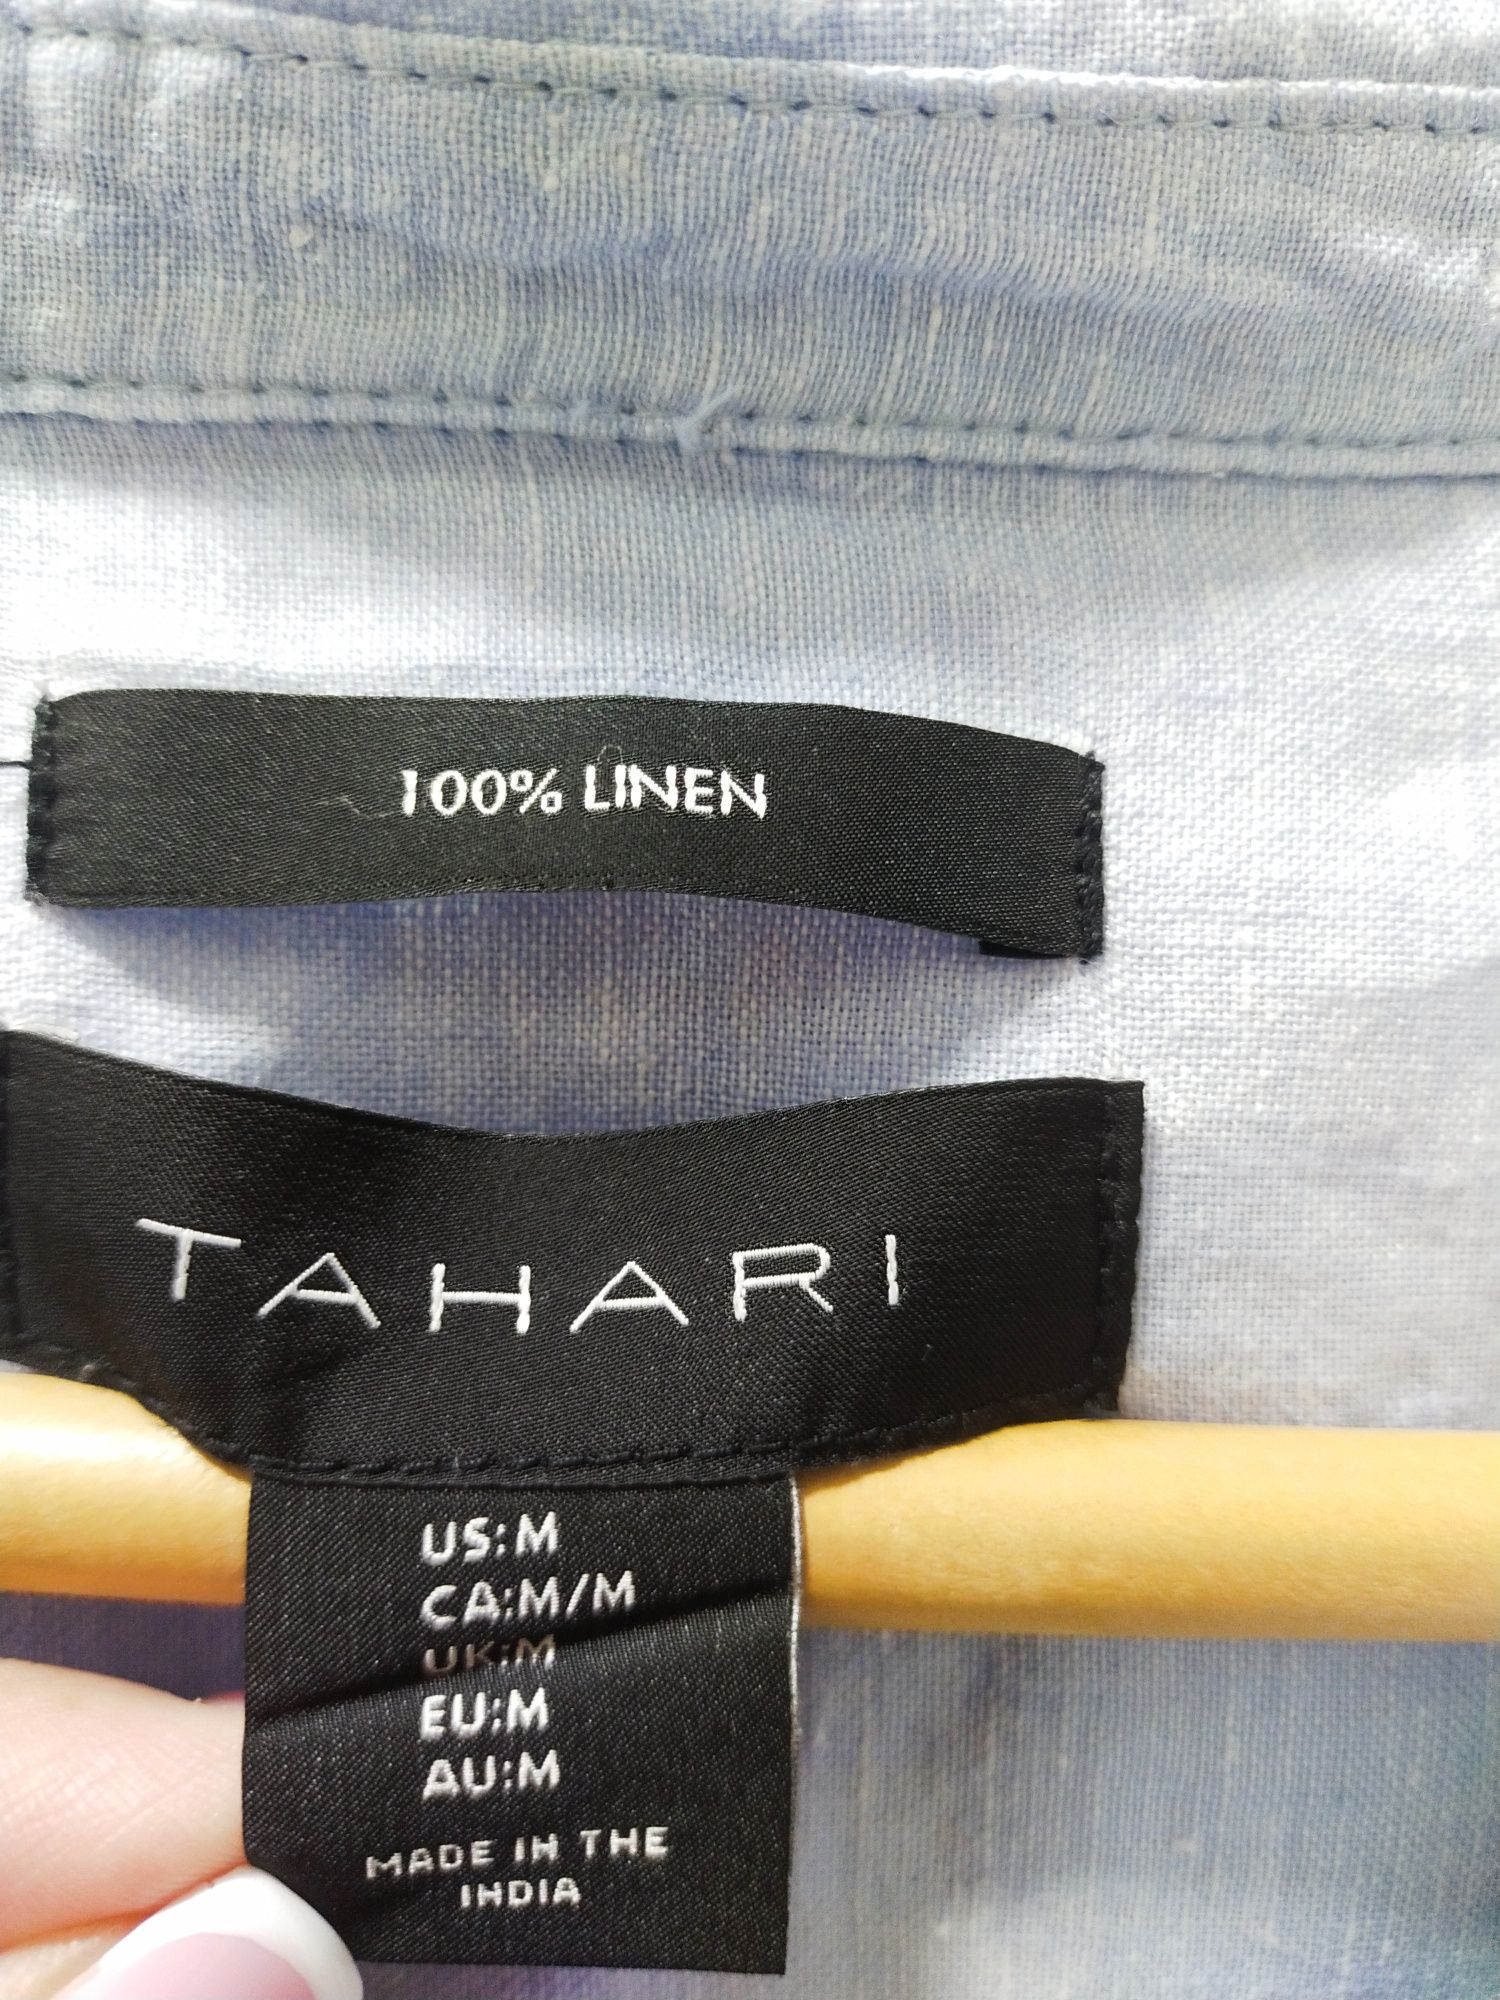 100% LINEN
TAHARI
US:M
CA:M/M
UK:M
EU:M
AU:M
MADE IN THE
INDIA